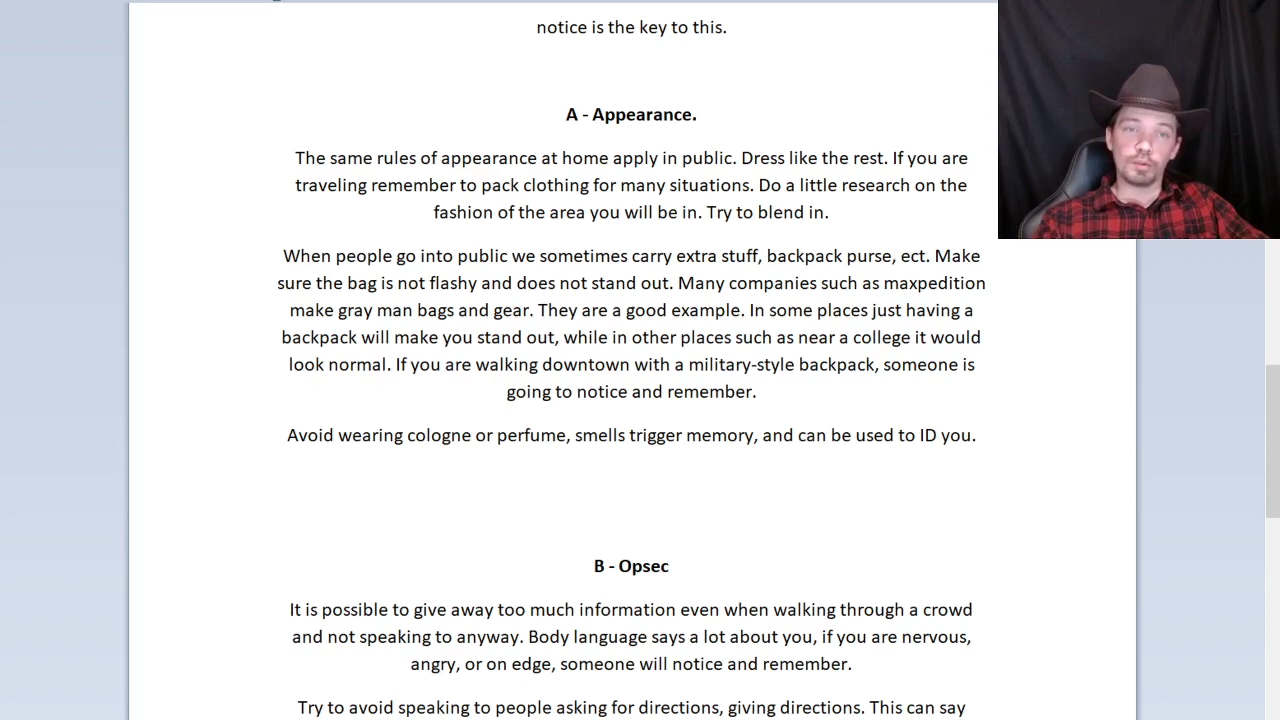 notice is the key to this.
A - Appearance.
The same rules of appearance at home apply in public. Dress like the rest. If you are
traveling remember to pack clothing for many situations. Do a little research on the
fashion of the area you will be in. Try to blend in.
When people go into public we sometimes carry extra stuff, backpack purse, ect. Make
sure the bag is not flashy and does not stand out. Many companies such as maxpedition
make gray man bags and gear. They are a good example. In some places just having a
backpack will make you stand out, while in other places such as near a college it would
look normal. If you are walking downtown with a military-style backpack, someone is
going to notice and remember.
Avoid wearing cologne or perfume, smells trigger memory, and can be used to ID you.
B - Opsec
It is possible to give away too much information even when walking through a crowd
and not speaking to anyway. Body language says a lot about you, if you are nervous,
angry, or on edge, someone will notice and remember.
Try to avoid speaking to people asking for directions, giving directions. This can say